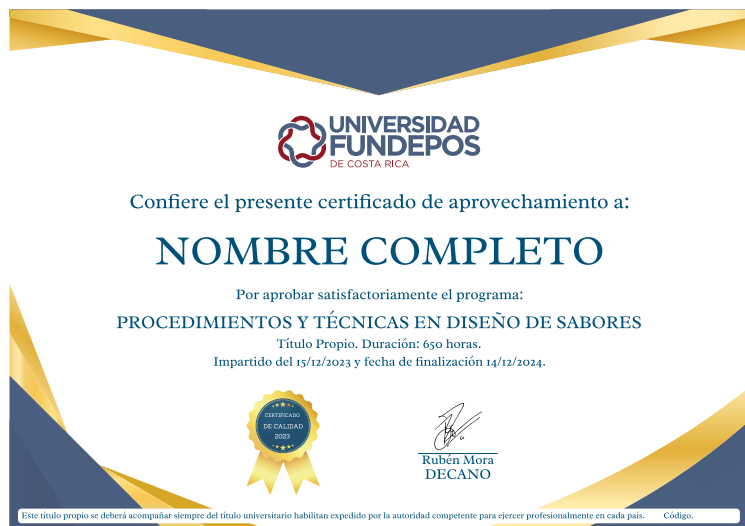 UNIVERSIDAD
FUNDEPOS
DE COSTA RICA
Confiere el presente certificado de aprovechamiento a:
NOMBRE COMPLETO
Por aprobar satisfactoriamente el programa:
PROCEDIMIENTOS Y TÉCNICAS EN DISEÑO DE SABORES
Título Propio. Duración: 650 horas.
Impartido del 15/12/2023 y fecha de finalización 14/12/2024.
CERTIFICADO
DE CALIDAD
2023
Rubén Mora
DECANO
Este título propio se deberá acompañar siempre del título universitario habilitan expedido por la autoridad competente para ejercer profesionalmente en cada país. Código.